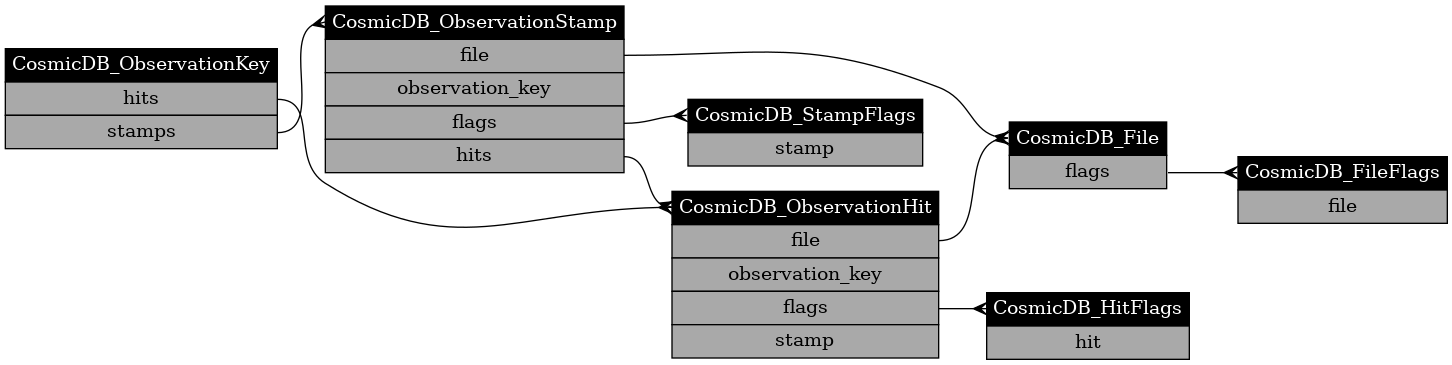 CosmicDB_ObservationKey
hits
stamps
CosmicDB_ObservationStamp
file
observation_key
flags
hits
CosmicDB_StampFlags
stamp
CosmicDB_ObservationHit
file
observation_key
flags
stamp
CosmicDB_File
flags
CosmicDB_HitFlags
hit
CosmicDB_FileFlags
file